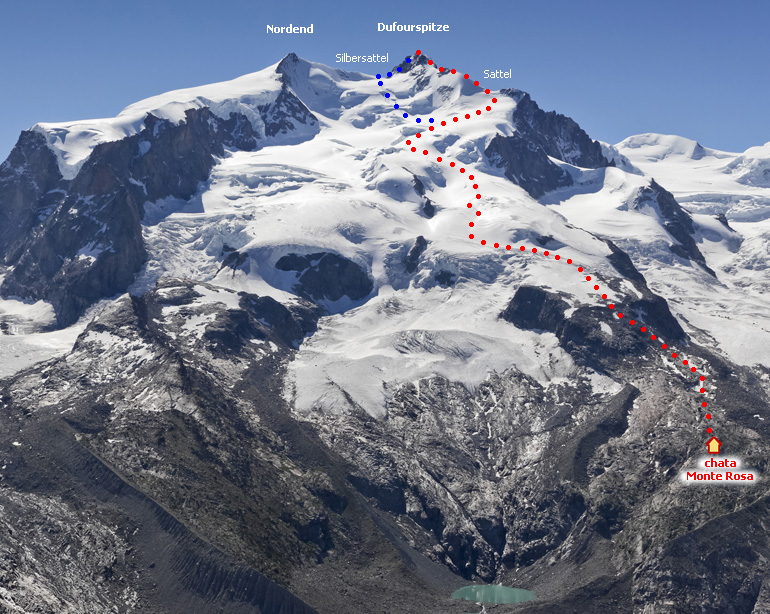 Nordend
Dufourspitze
Silbersattel
Sattel
chata
Monte Rosa